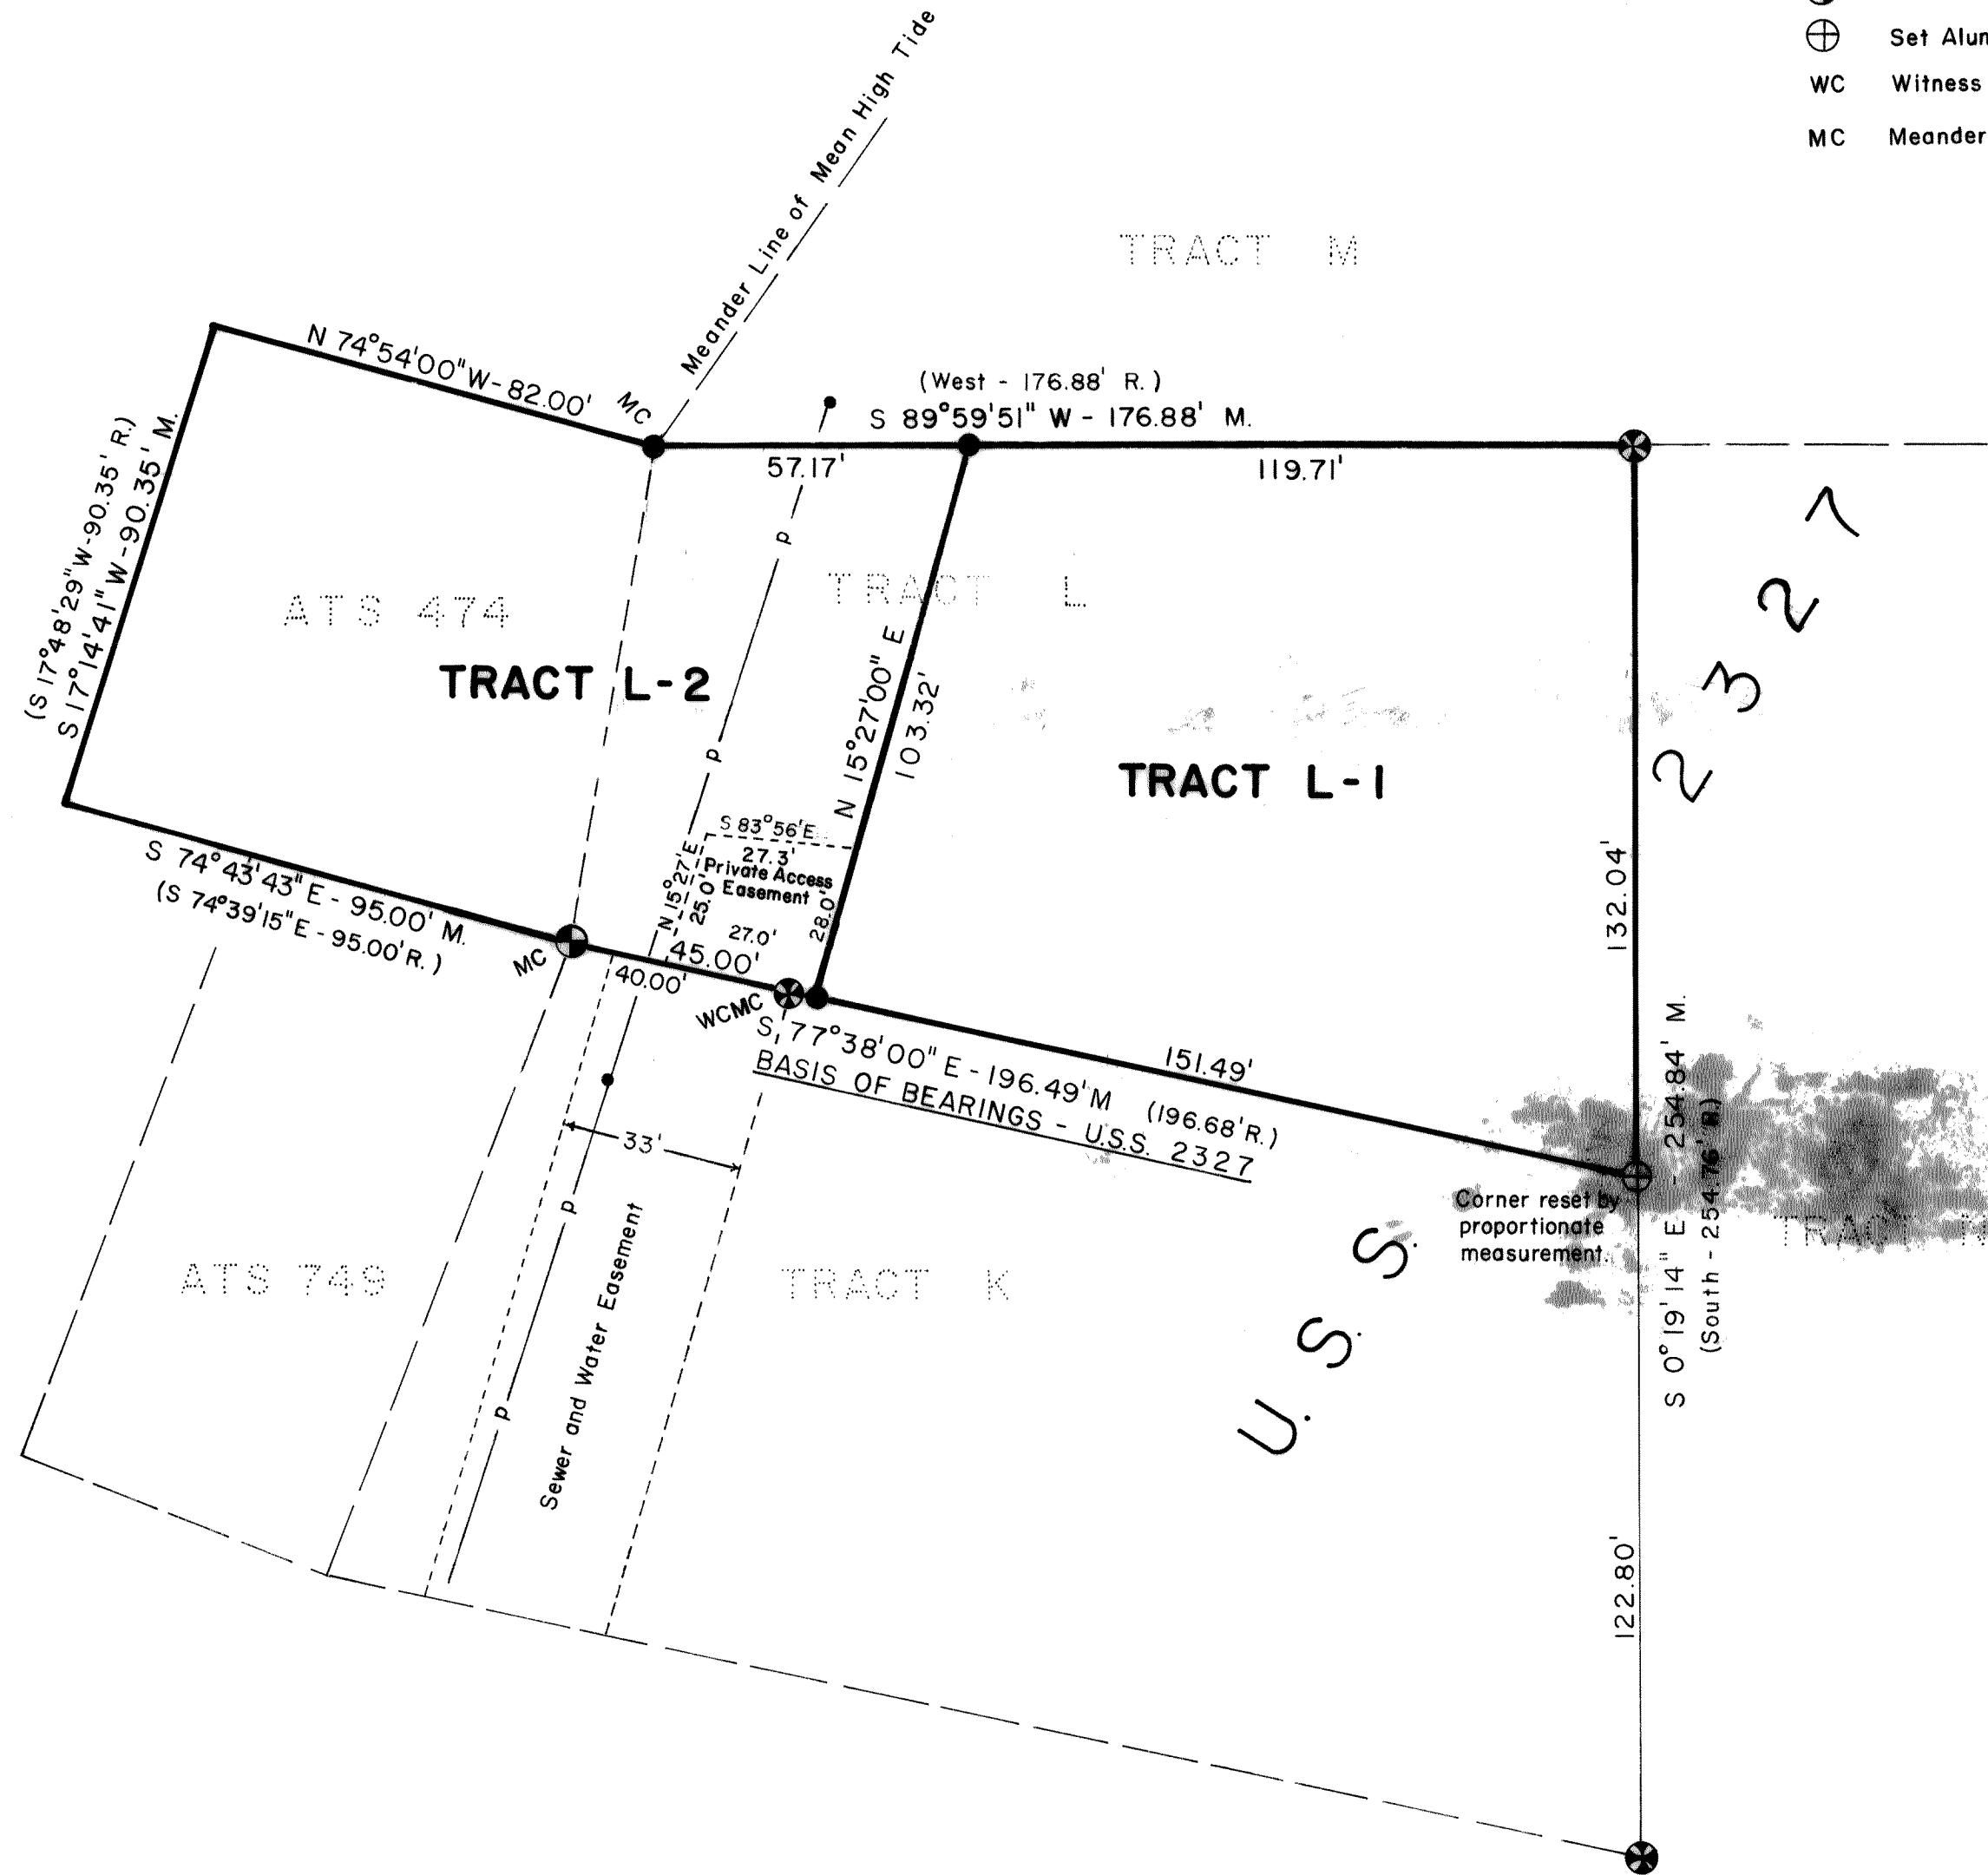 Set Alum
WC Witness
MC Meander
Meander Line of Mean High Tide
TRACT M
N 74°54'00"W-82.00'
MC
(West - 176.88' R.)
S 89°59'51" W - 176.88' M.
57.17'
119.71'
(S 17°48'29"W-90.35' R.)
S 17°14'41" W-90.35' M.
ATS 474
TRACT L
TRACT L-2
p
p
N 15°27'00" E
103.32'
TRACT L-1
2327
132.04'
S 83°56'E
27.3'
Private Access
Easement
N 15°27'E
25.0'
28.0'
27.0'
S 74°43'43"E - 95.00' M.
(S 74°39'15"E - 95.00'R.)
MC
45.00'
40.00'
WCMC
S 77°38'00" E - 196.49' M (196.68'R.)
BASIS OF BEARINGS - U.S.S. 2327
151.49'
33'
p
p
Sewer and Water Easement
ATS 749
TRACT K
U. S. S.
Corner reset by
proportionate
measurement.
S 0°19'14" E - 254.84' M.
(South - 254.76' R.)
TRACT N
122.80'